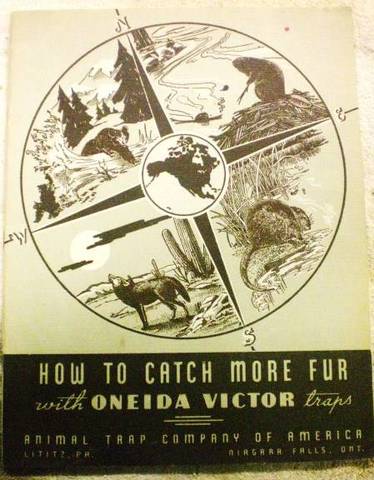 N
E
W
S
HOW TO CATCH MORE FUR
with ONEIDA VICTOR traps
ANIMAL TRAP COMPANY OF AMERICA
LITITZ, PA. NIAGARA FALLS, ONT.